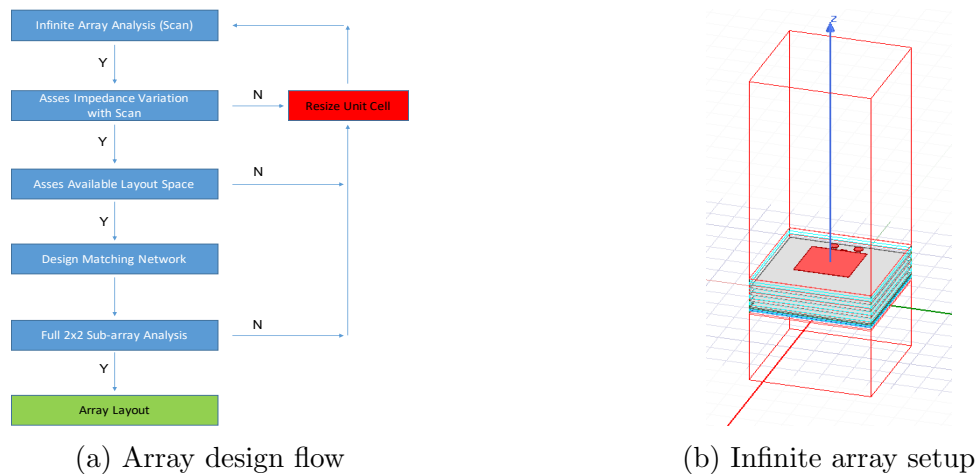 Infinite Array Analysis (Scan)
Y
Asses Impedance Variation
with Scan
N
Resize Unit Cell
Y
Asses Available Layout Space
N
Y
Design Matching Network
Full 2x2 Sub-array Analysis
N
Y
Array Layout
(a) Array design flow
Z
(b) Infinite array setup